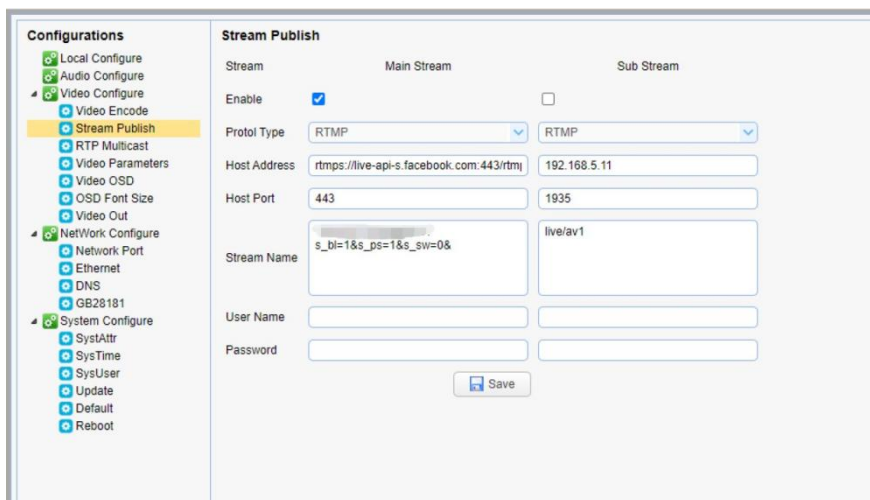 Configurations
Local Configure
Audio Configure
Video Configure
Video Encode
Stream Publish
RTP Multicast
Video Parameters
Video OSD
OSD Font Size
Video Out
NetWork Configure
Network Port
Ethernet
DNS
GB28181
System Configure
SystAttr
SysTime
SysUser
Update
Default
Reboot
Stream Publish
Stream Main Stream Sub Stream
Enable
Protol Type RTMP RTMP
Host Address rtmps://live-api-s.facebook.com:443/rtmp 192.168.5.11
Host Port 443 1935
Stream Name s_bl=1&s_ps=1&s_sw=0& live/av1
User Name
Password
Save